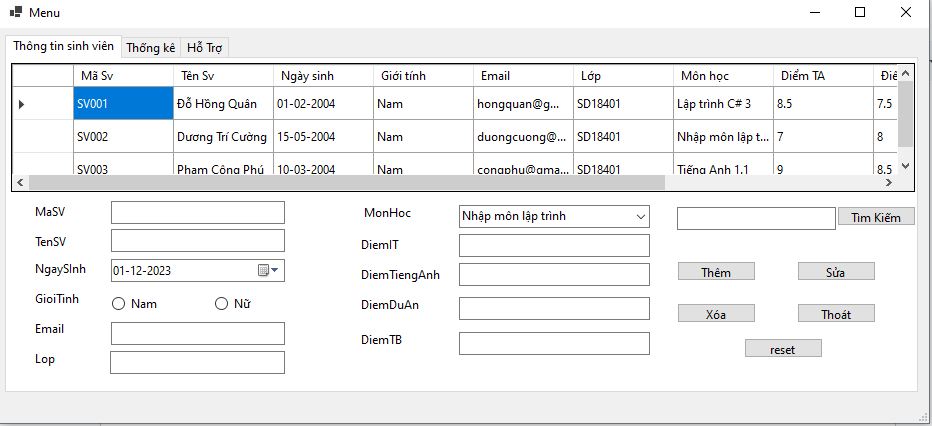 Menu
Thông tin sinh viên Thống kê Hỗ Trợ
Mã Sv Tên Sv Ngày sinh Giới tính Email Lớp Môn học Điểm TA Điể
SV001 Đỗ Hồng Quân 01-02-2004 Nam hongquan@g... SD18401 Lập trình C# 3 8.5 7.5
SV002 Dương Trí Cường 15-05-2004 Nam duongcuong@... SD18401 Nhập môn lập t... 7 8
SV003 Phạm Công Phú 10-03-2004 Nam congphu@gma... SD18401 Tiếng Anh 1.1 9 8.5
MaSV MonHoc Nhập môn lập trình Tìm Kiếm
TenSV DiemIT
NgaySInh 01-12-2023 DiemTiengAnh Thêm Sửa
GioiTinh Nam Nữ DiemDuAn Xóa Thoát
Email DiemTB reset
Lop